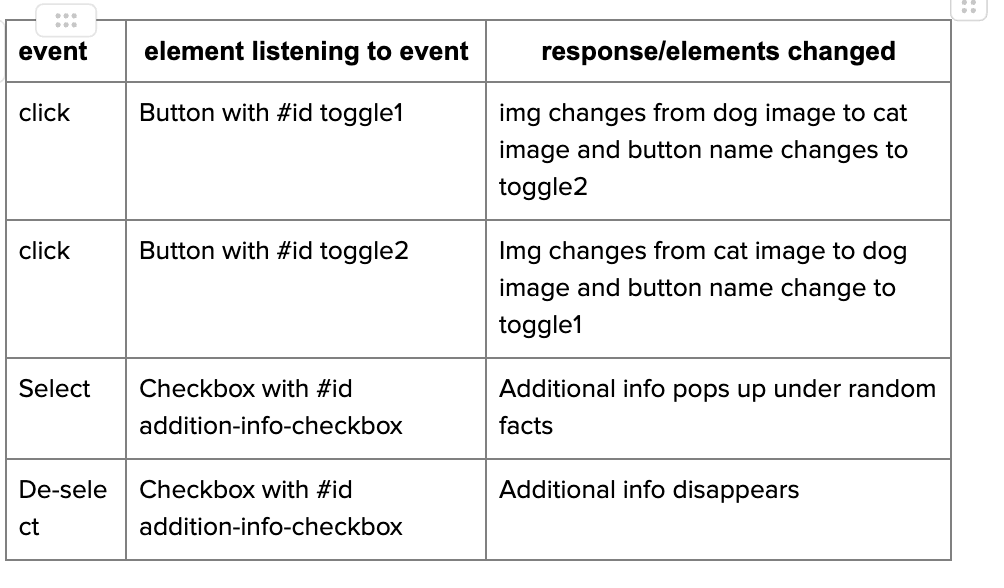 event element listening to event response/elements changed
click Button with #id toggle1 img changes from dog image to cat
image and button name changes to
toggle2
click Button with #id toggle2 Img changes from cat image to dog
image and button name change to
toggle1
Select Checkbox with #id Additional info pops up under random
addition-info-checkbox facts
De-sele Checkbox with #id Additional info disappears
ct addition-info-checkbox